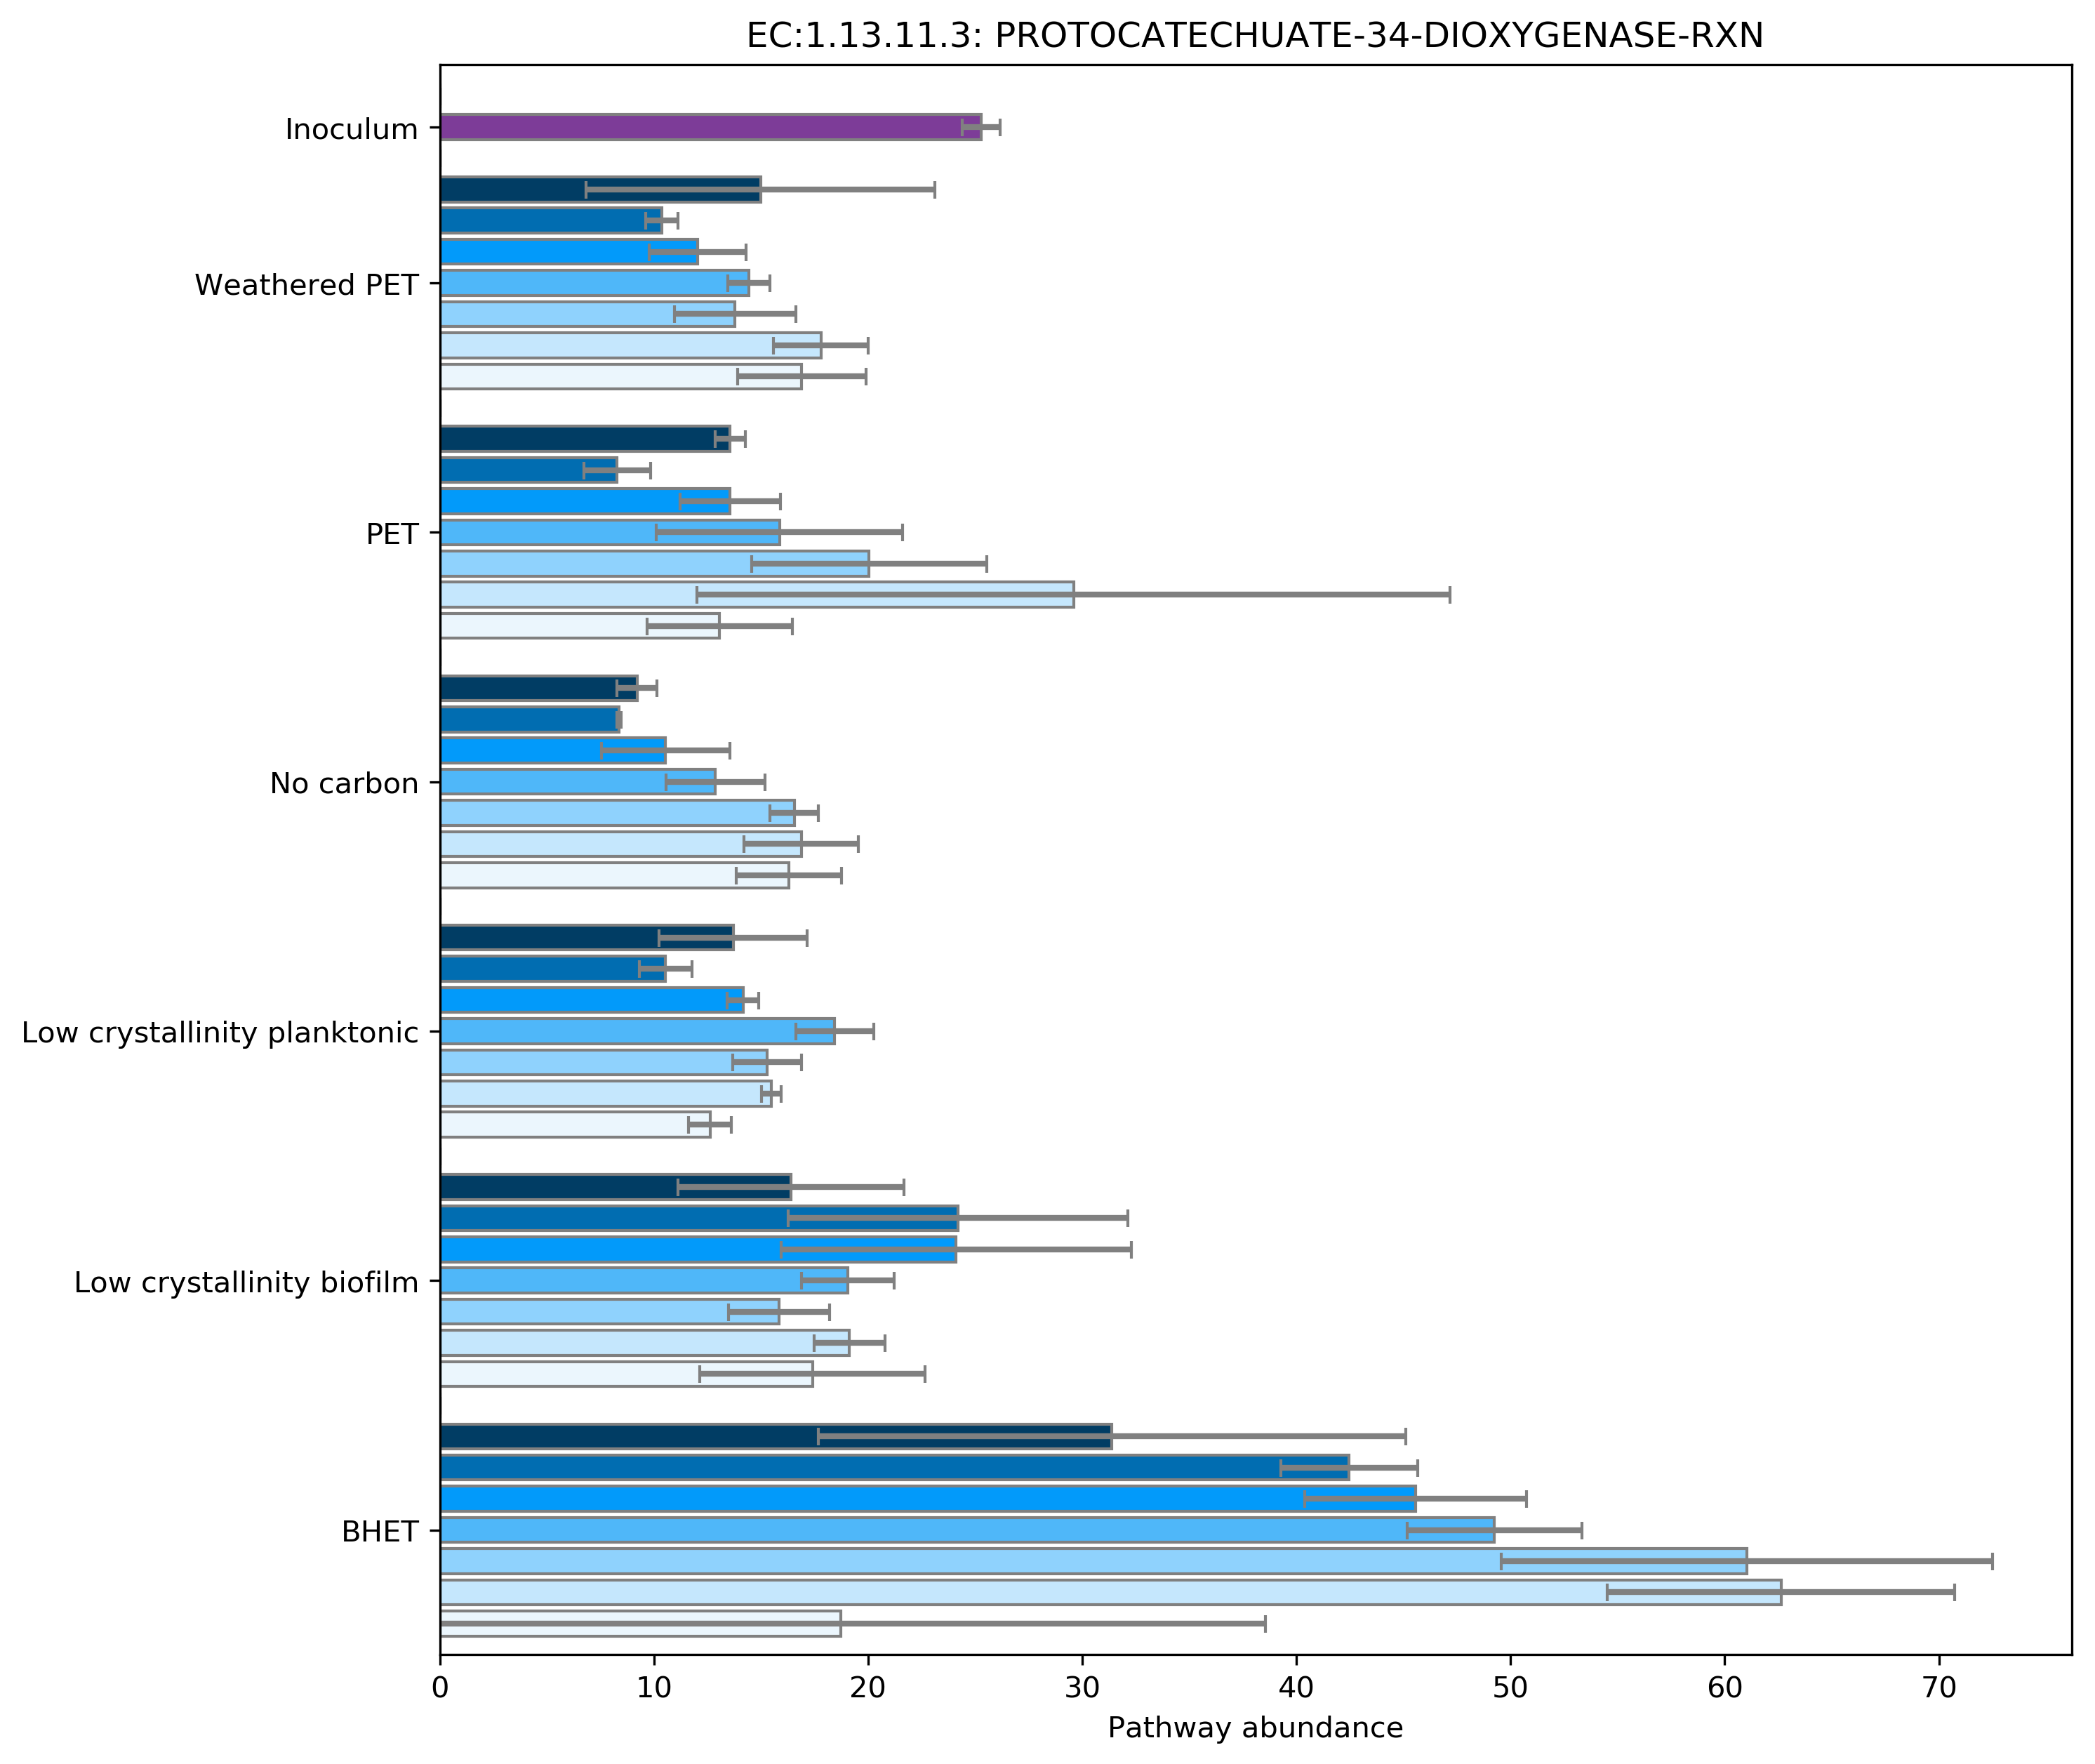 EC:1.13.11.3: PROTOCATECHUATE-34-DIOXYGENASE-RXN
Inoculum
Weathered PET
PET
No carbon
Low crystallinity planktonic
Low crystallinity biofilm
BHET
0 10 20 30 40 50 60 70
Pathway abundance